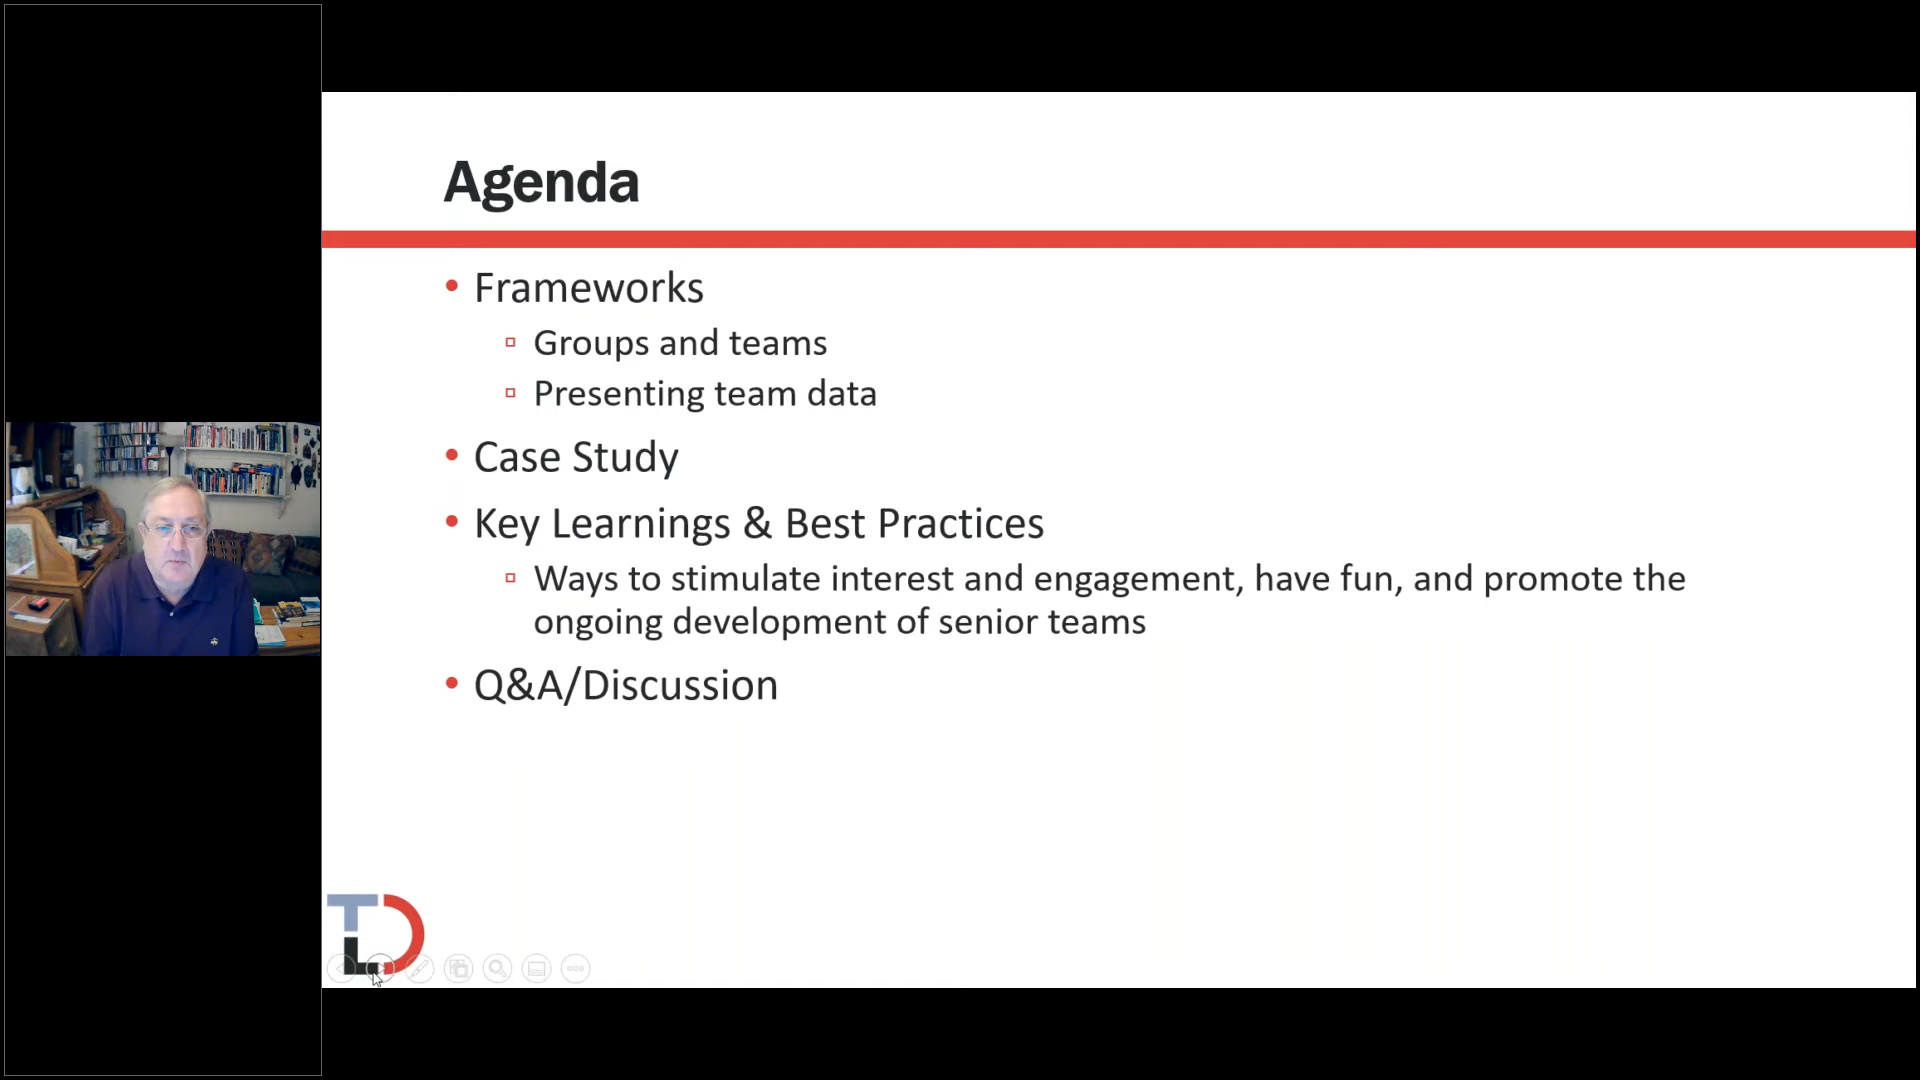 Agenda
• Frameworks
▫ Groups and teams
▫ Presenting team data
• Case Study
• Key Learnings & Best Practices
▫ Ways to stimulate interest and engagement, have fun, and promote the
ongoing development of senior teams
• Q&A/Discussion
TLD